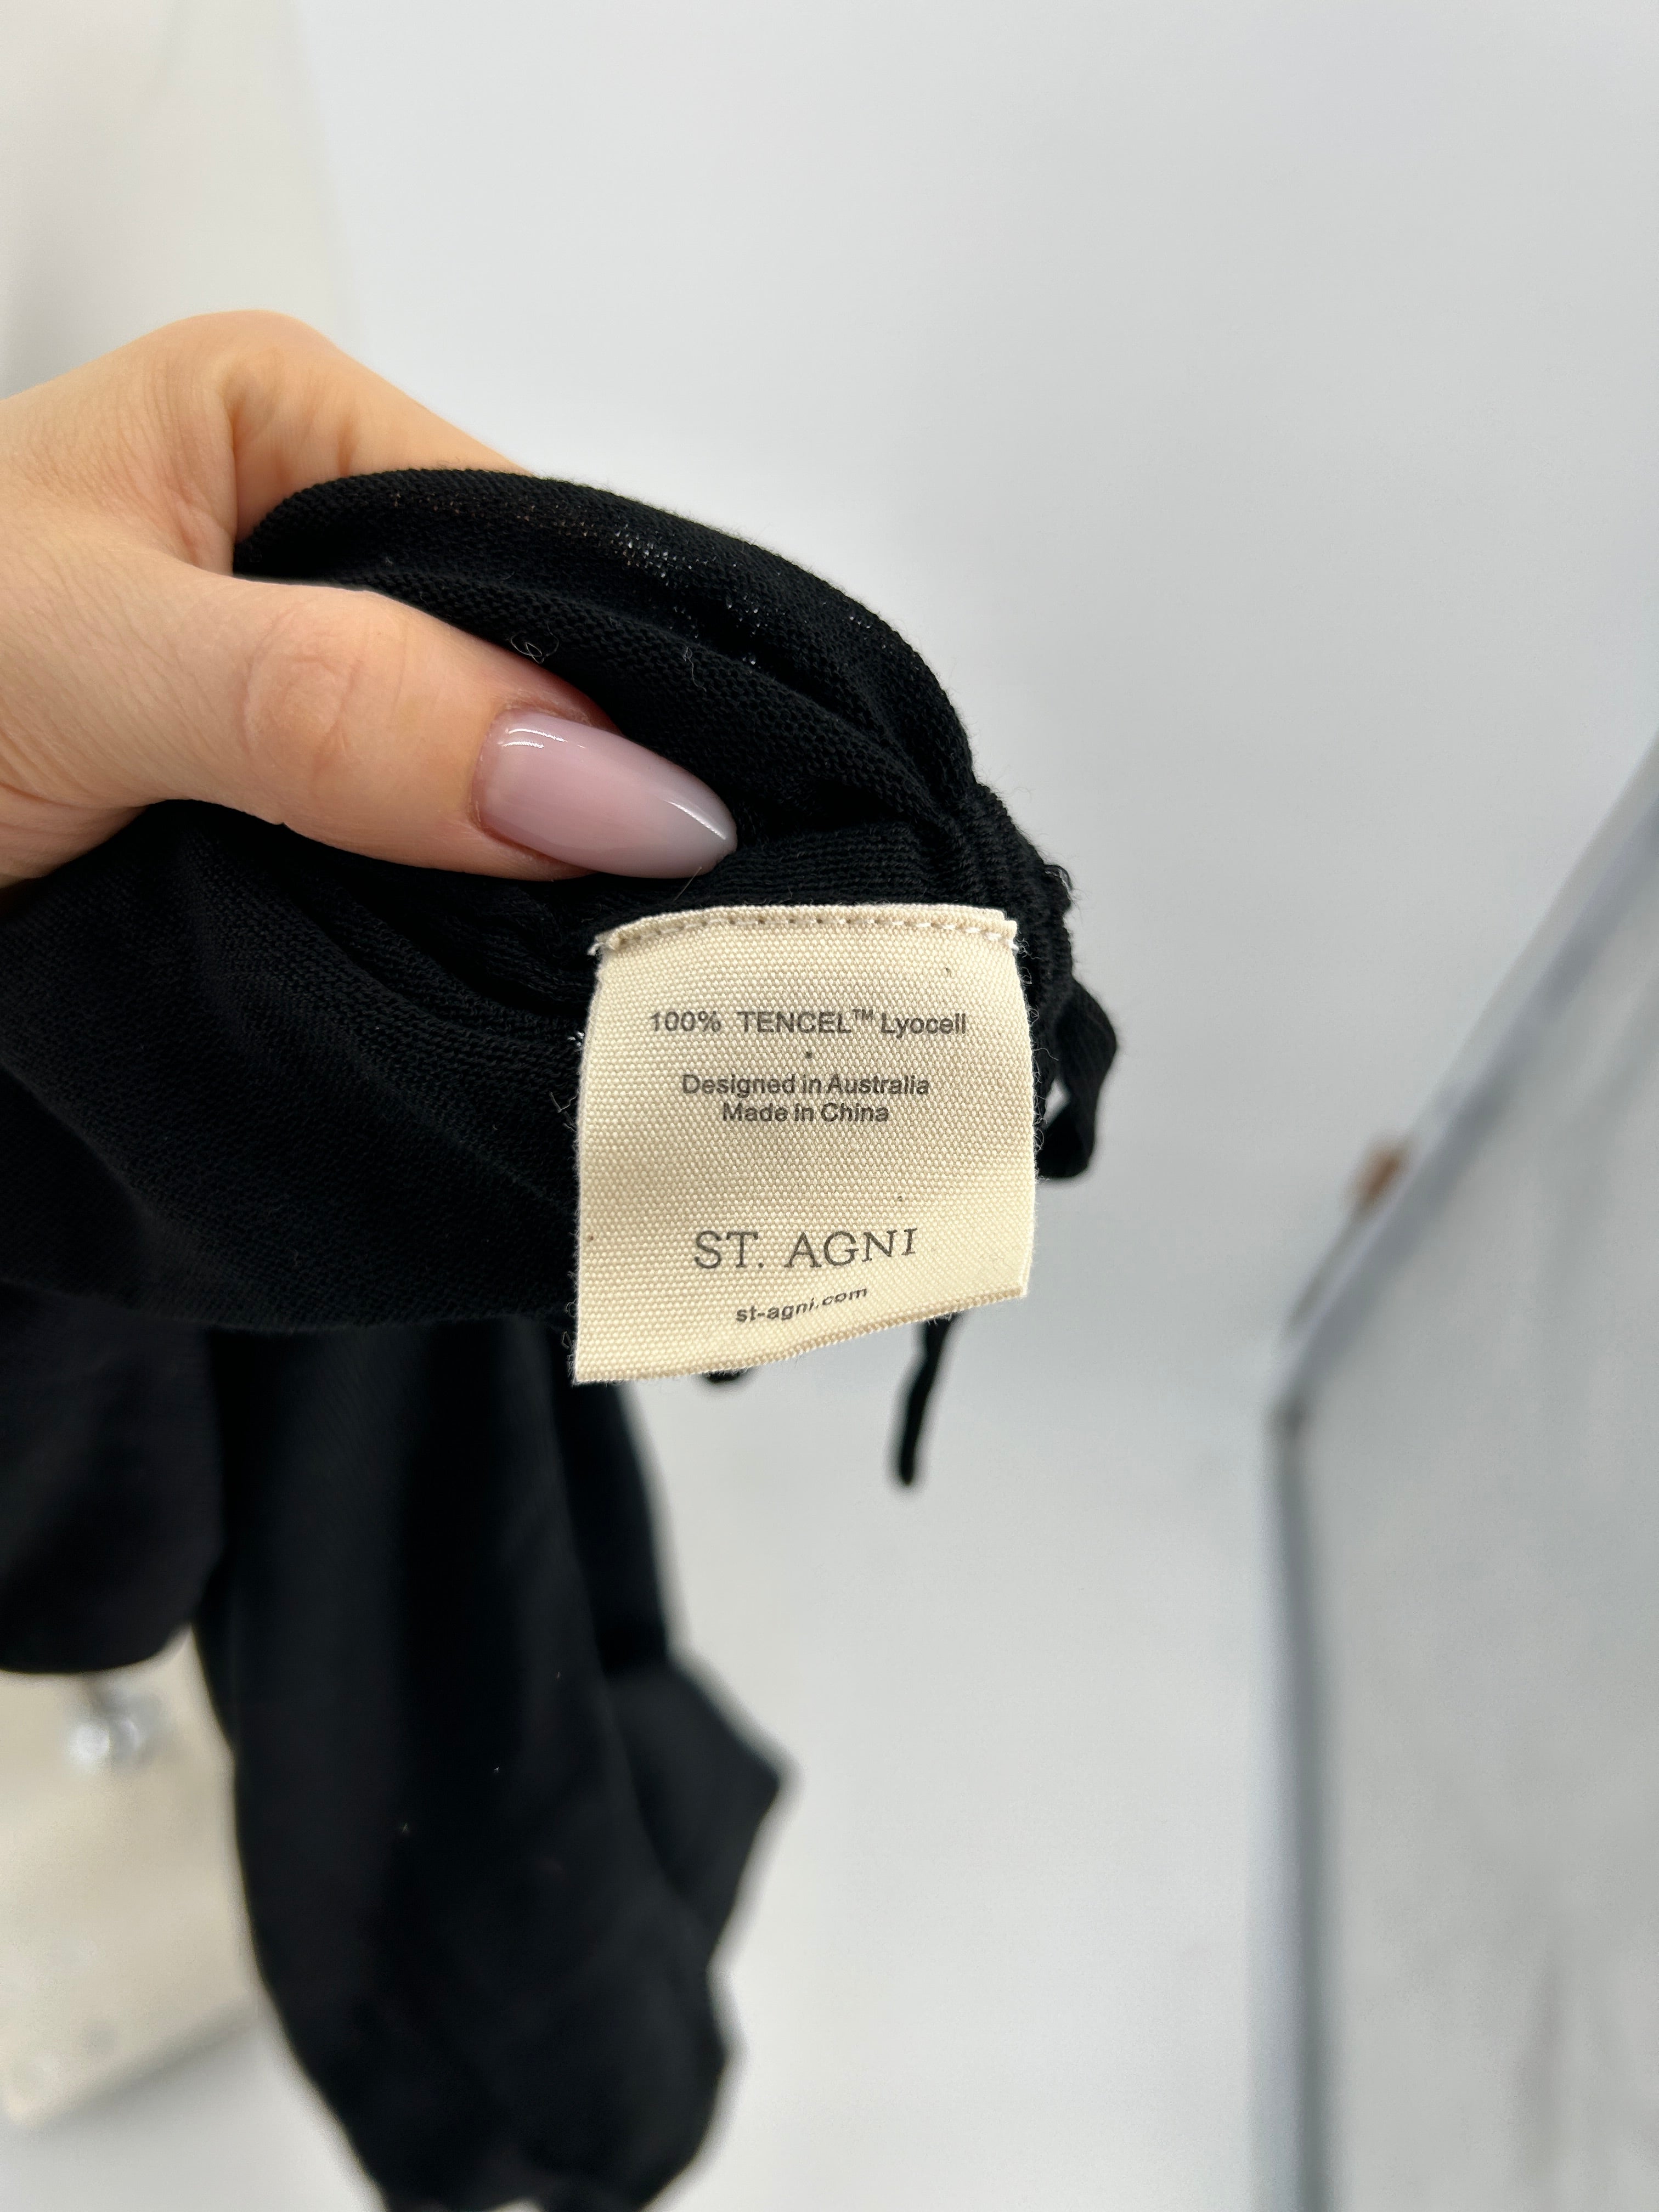 100% TENCEL™ Lyocell
Designed in Australia
Made in China
ST. AGNI
st-agni.com